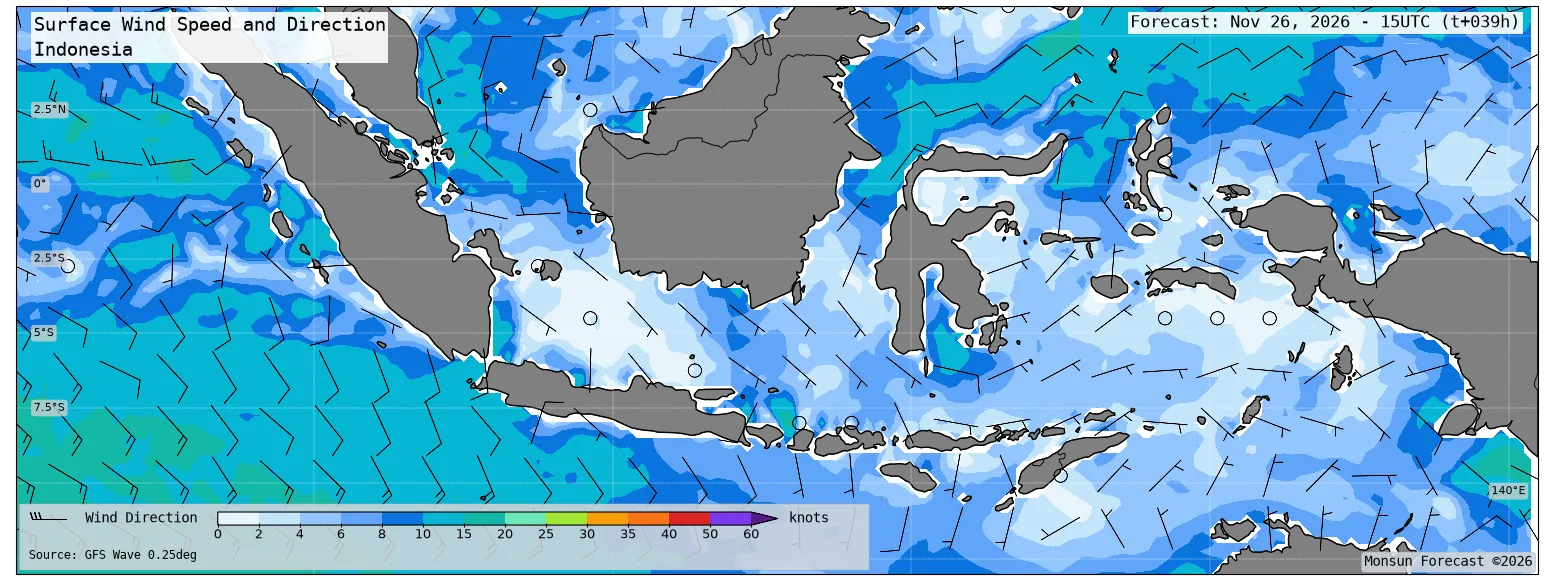 Surface Wind Speed and Direction
Indonesia
Forecast: Nov 26, 2026 - 15UTC (t+039h)
2.5°N
0°
2.5°S
5°S
7.5°S
140°E
Wind Direction
0 2 4 6 8 10 15 20 25 30 35 40 50 60
knots
Source: GFS Wave 0.25deg
Monsun Forecast ©2026